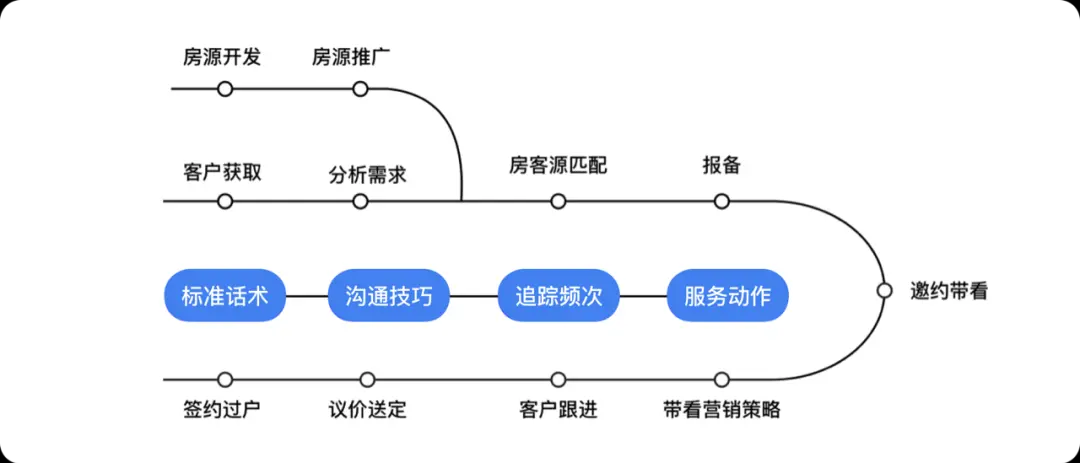 房源开发
房源推广
客户获取
分析需求
房客源匹配
报备
标准话术
沟通技巧
追踪频次
服务动作
邀约带看
签约过户
议价送定
客户跟进
带看营销策略